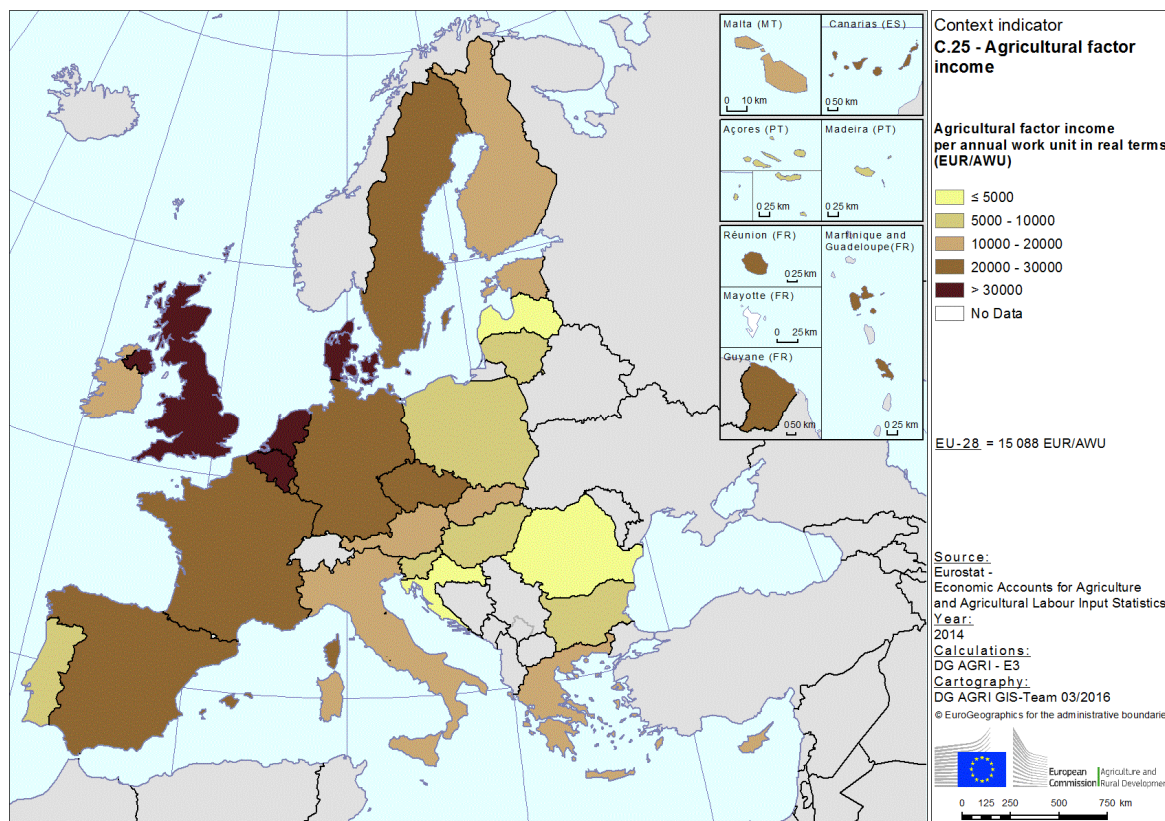 Malta (MT)
0 10 km
Canarias (ES)
0 50 km
Açores (PT)
0 25 km
Madeira (PT)
0 25 km
Réunion (FR)
0 25 km
Martinique and
Guadeloupe(FR)
0 25 km
Mayotte (FR)
0 25
km
Guyane (FR)
0 50 km
Context indicator
C.25 - Agricultural factor
income
Agricultural factor income
per annual work unit in real terms
(EUR/AWU)
≤ 5000
5000 - 10000
10000 - 20000
20000 - 30000
> 30000
No Data
EU-28 = 15 088 EUR/AWU
Source:
Eurostat -
Economic Accounts for Agriculture
and Agricultural Labour Input Statistics
Year:
2014
Calculations:
DG AGRI - E3
Cartography:
DG AGRI GIS-Team 03/2016
© EuroGeographics for the administrative boundarie
European
Commission
Agriculture and
Rural Developmen
0 125 250 500 750 km